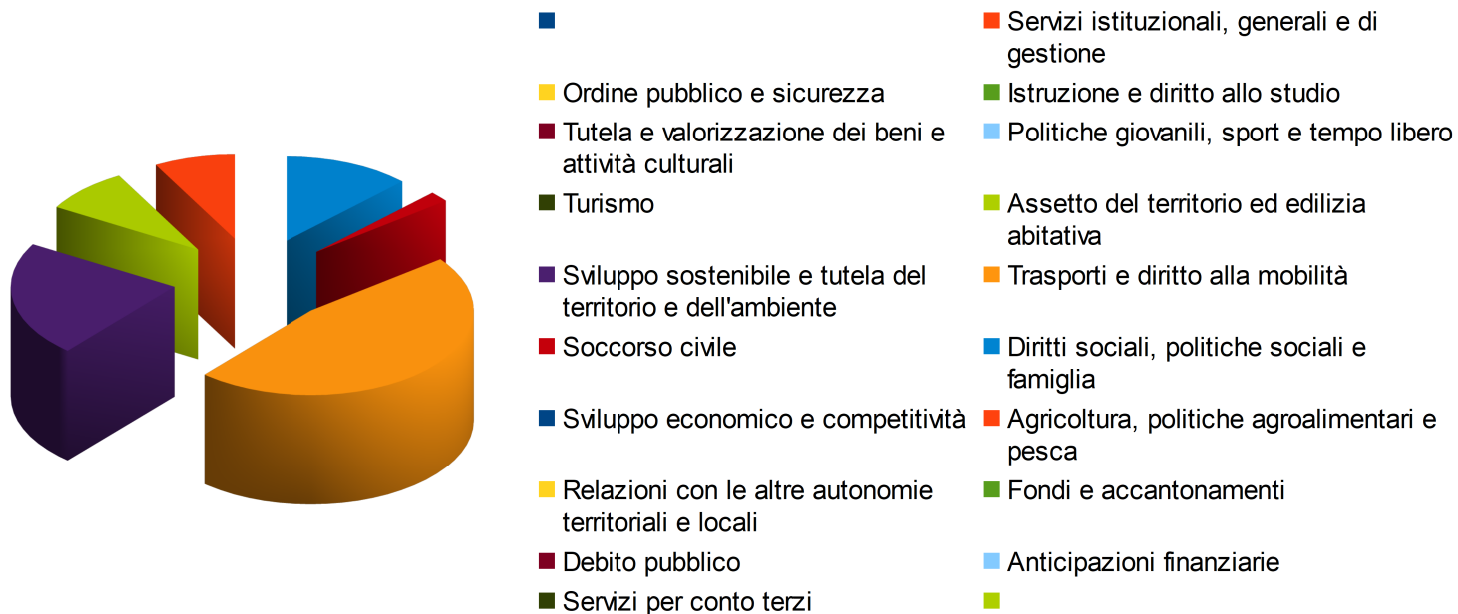 Servizi istituzionali, generali e di
gestione
Ordine pubblico e sicurezza
Istruzione e diritto allo studio
Tutela e valorizzazione dei beni e
attività culturali
Politiche giovanili, sport e tempo libero
Turismo
Assetto del territorio ed edilizia
abitativa
Sviluppo sostenibile e tutela del
territorio e dell'ambiente
Trasporti e diritto alla mobilità
Soccorso civile
Diritti sociali, politiche sociali e
famiglia
Sviluppo economico e competitività
Agricoltura, politiche agroalimentari e
pesca
Relazioni con le altre autonomie
territoriali e locali
Fondi e accantonamenti
Debito pubblico
Anticipazioni finanziarie
Servizi per conto terzi